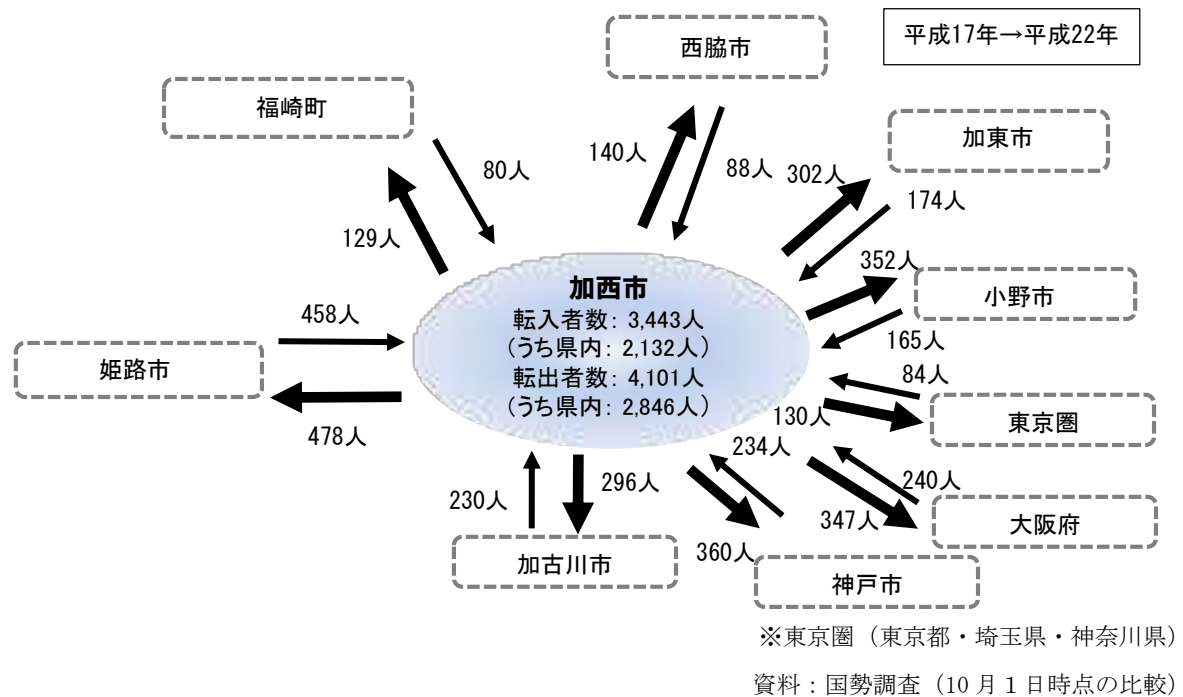 平成17年→平成22年
西脇市
福崎町
加東市
140人
88人
302人
80人
174人
129人
352人
小野市
165人
458人
姫路市
478人
加西市
転入者数：3,443人
（うち県内：2,132人）
転出者数：4,101人
（うち県内：2,846人）
84人
130人
東京圏
234人
240人
大阪府
347人
230人
296人
加古川市
360人
神戸市
※東京圏（東京都・埼玉県・神奈川県）
資料：国勢調査（10月１日時点の比較）